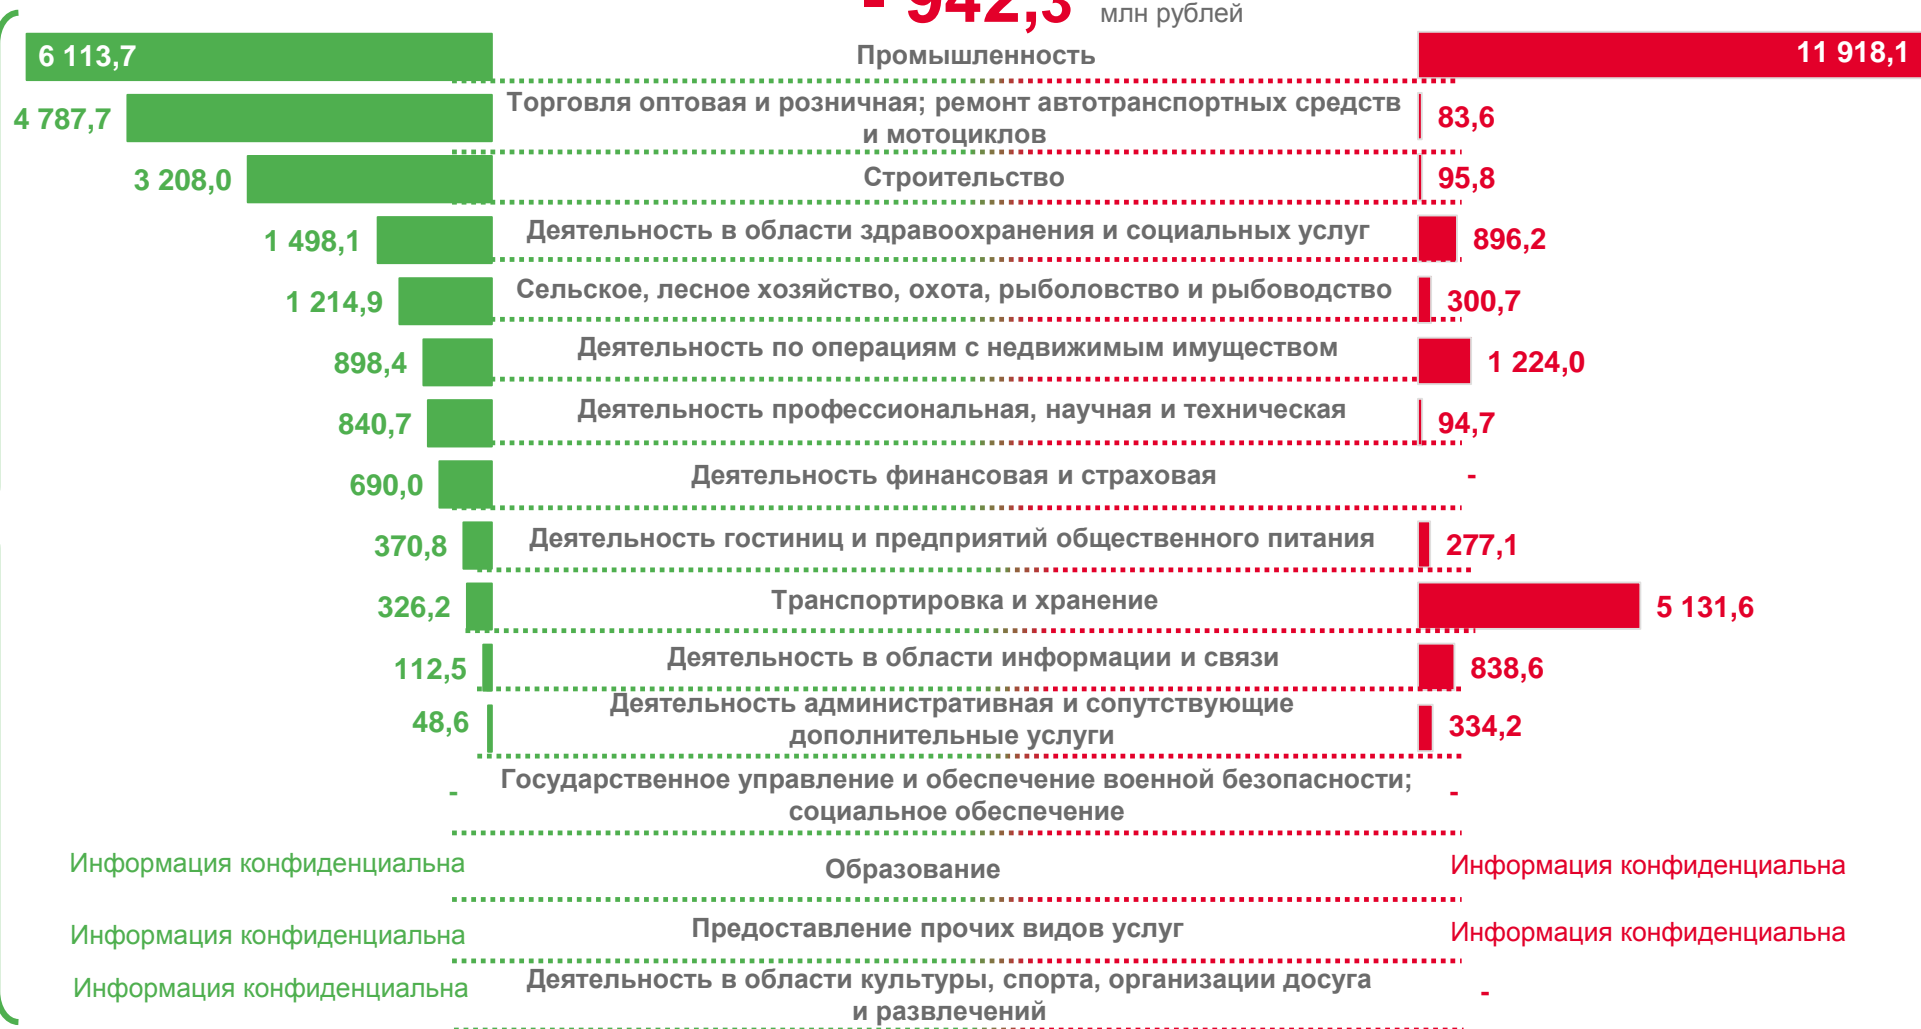 - 942,3 млн рублей
6 113,7 Промышленность 11 918,1
4 787,7 Торговля оптовая и розничная; ремонт автотранспортных средств 83,6
и мотоциклов
3 208,0 Строительство 95,8
1 498,1 Деятельность в области здравоохранения и социальных услуг 896,2
1 214,9 Сельское, лесное хозяйство, охота, рыболовство и рыбоводство 300,7
898,4 Деятельность по операциям с недвижимым имуществом 1 224,0
840,7 Деятельность профессиональная, научная и техническая 94,7
690,0 Деятельность финансовая и страховая -
370,8 Деятельность гостиниц и предприятий общественного питания 277,1
326,2 Транспортировка и хранение 5 131,6
112,5 Деятельность в области информации и связи 838,6
48,6 Деятельность административная и сопутствующие 334,2
дополнительные услуги
- Государственное управление и обеспечение военной безопасности; -
социальное обеспечение
Информация конфиденциальна Образование Информация конфиденциальна
Информация конфиденциальна Предоставление прочих видов услуг Информация конфиденциальна
Информация конфиденциальна Деятельность в области культуры, спорта, организации досуга -
и развлечений